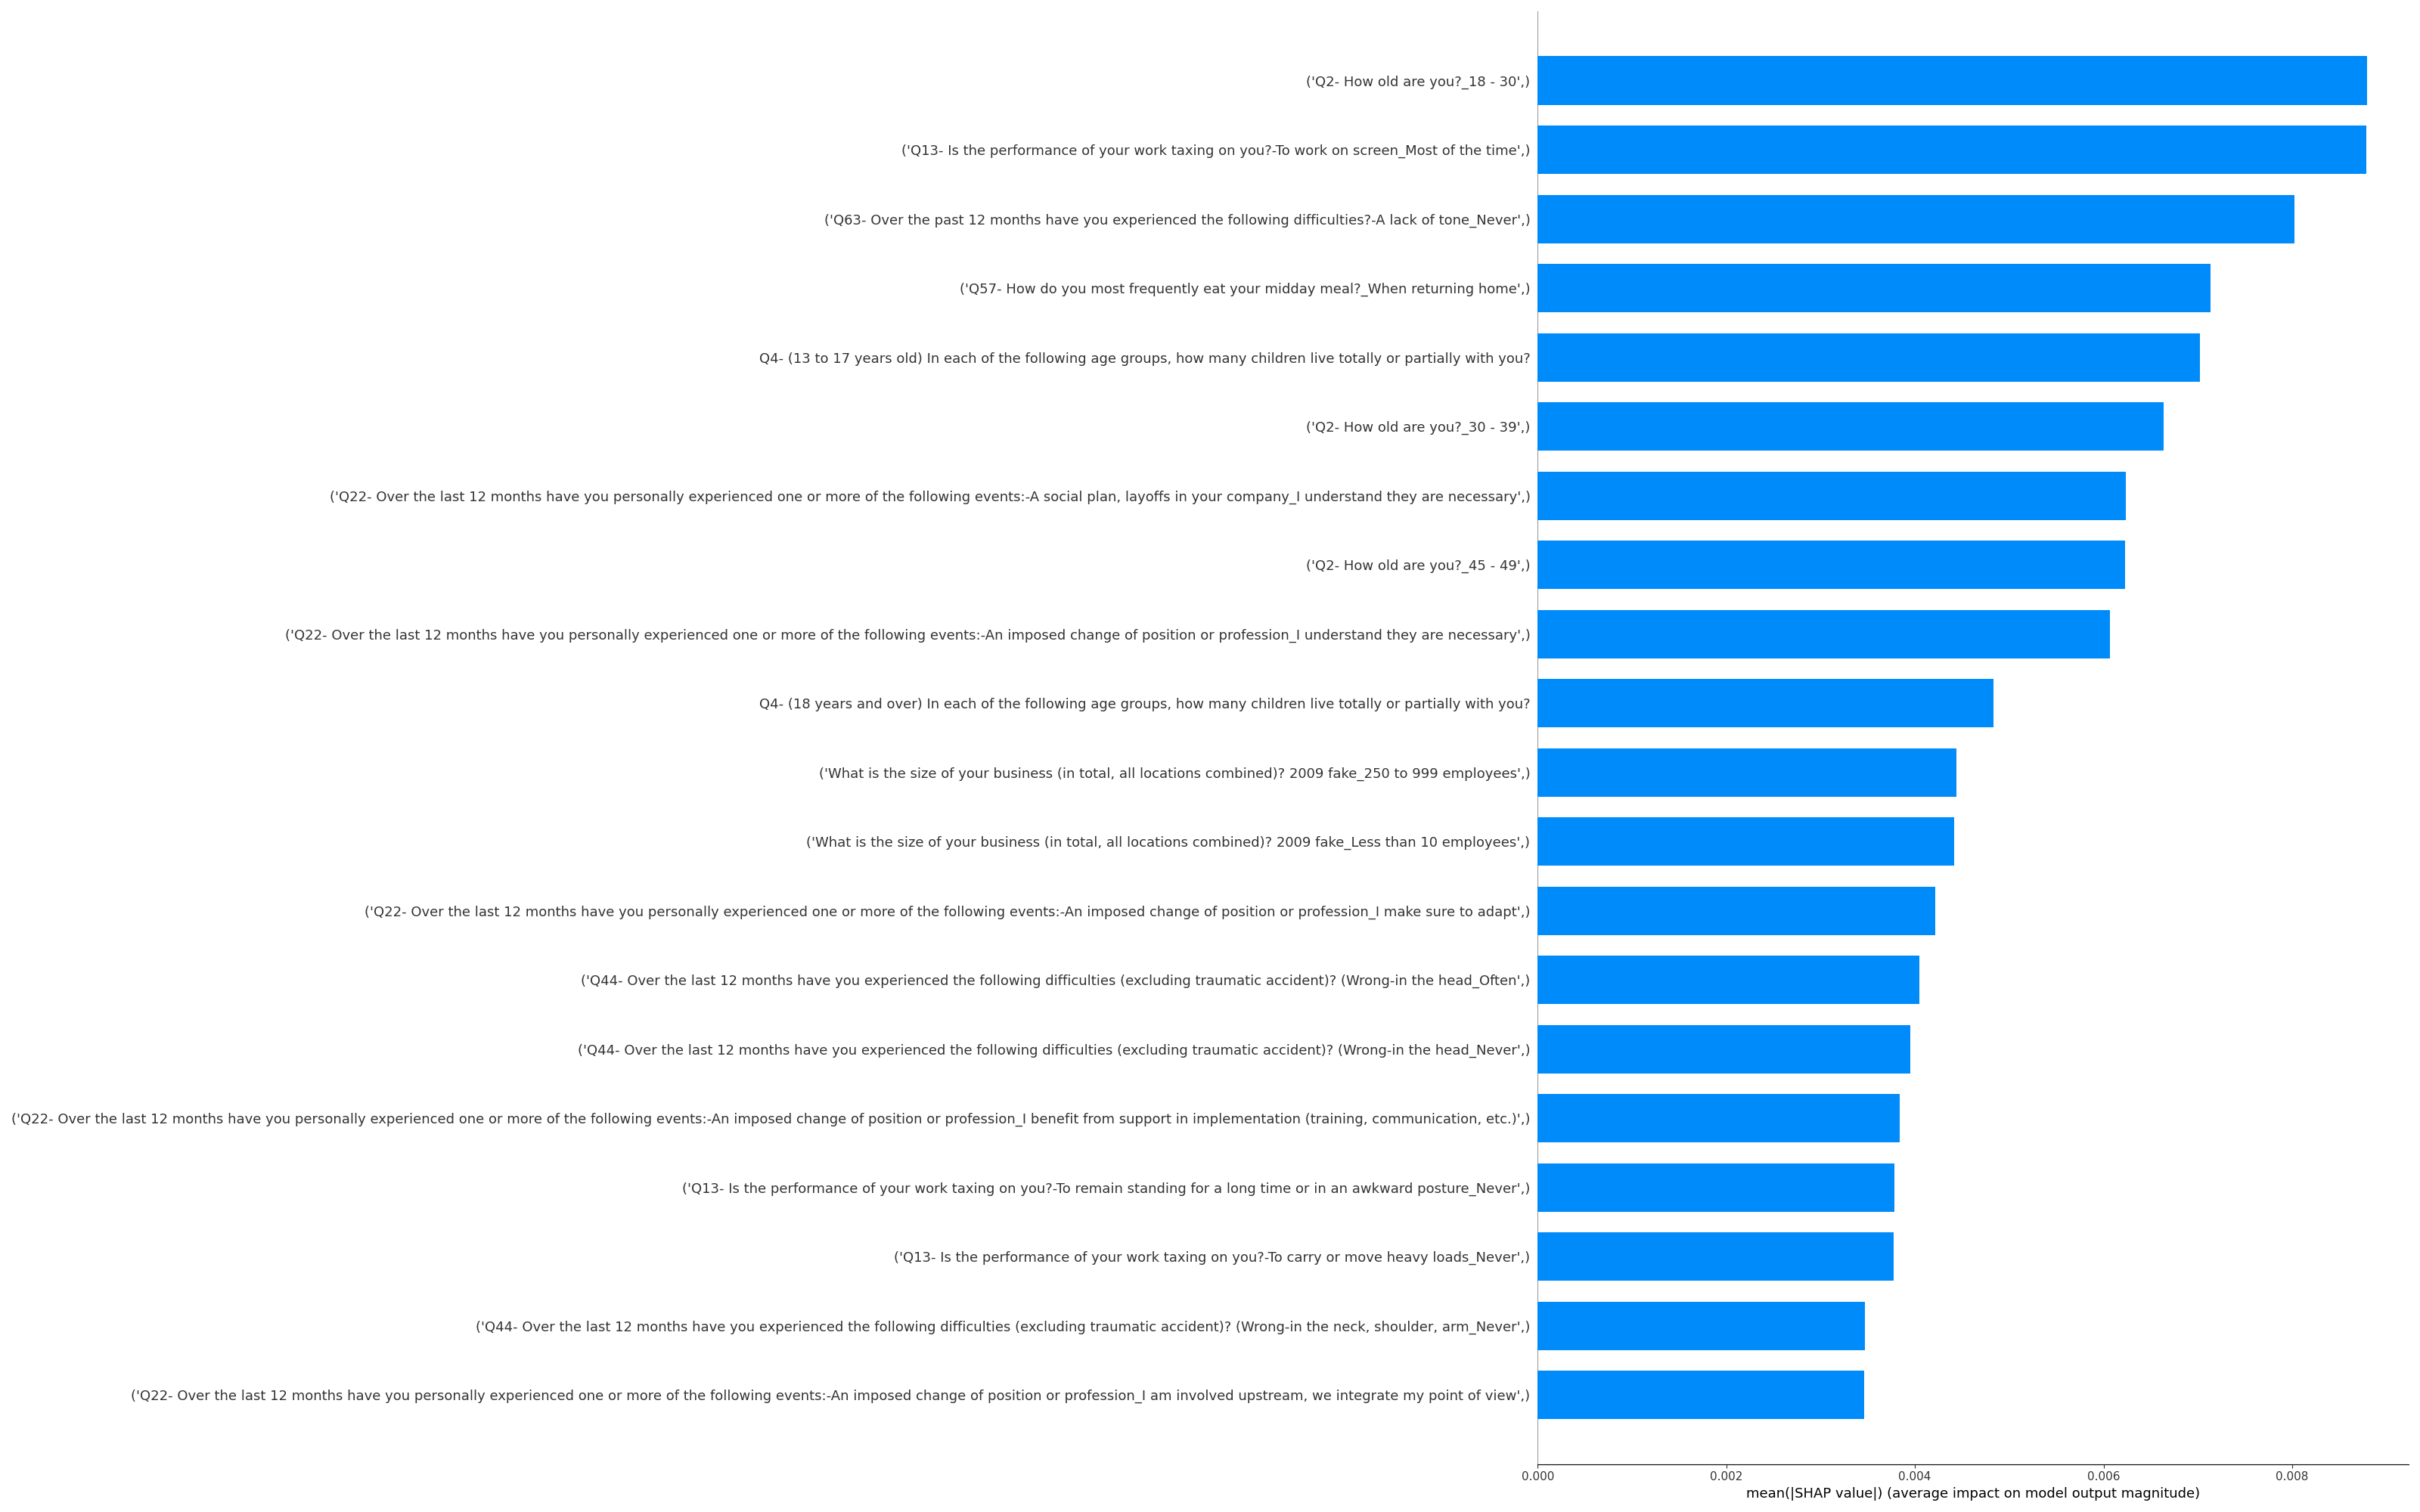 ('Q2- How old are you?_18 - 30',)
('Q13- Is the performance of your work taxing on you?-To work on screen_Most of the time',)
('Q63- Over the past 12 months have you experienced the following difficulties?-A lack of tone_Never',)
('Q57- How do you most frequently eat your midday meal?_When returning home',)
Q4- (13 to 17 years old) In each of the following age groups, how many children live totally or partially with you?
('Q2- How old are you?_30 - 39',)
('Q22- Over the last 12 months have you personally experienced one or more of the following events:-A social plan, layoffs in your company_I understand they are necessary',)
('Q2- How old are you?_45 - 49',)
('Q22- Over the last 12 months have you personally experienced one or more of the following events:-An imposed change of position or profession_I understand they are necessary',)
Q4- (18 years and over) In each of the following age groups, how many children live totally or partially with you?
('What is the size of your business (in total, all locations combined)? 2009 fake_250 to 999 employees',)
('What is the size of your business (in total, all locations combined)? 2009 fake_Less than 10 employees',)
('Q22- Over the last 12 months have you personally experienced one or more of the following events:-An imposed change of position or profession_I make sure to adapt',)
('Q44- Over the last 12 months have you experienced the following difficulties (excluding traumatic accident)? (Wrong-in the head_Often',)
('Q44- Over the last 12 months have you experienced the following difficulties (excluding traumatic accident)? (Wrong-in the head_Never',)
('Q22- Over the last 12 months have you personally experienced one or more of the following events:-An imposed change of position or profession_I benefit from support in implementation (training, communication, etc.)',)
('Q13- Is the performance of your work taxing on you?-To remain standing for a long time or in an awkward posture_Never',)
('Q13- Is the performance of your work taxing on you?-To carry or move heavy loads_Never',)
('Q44- Over the last 12 months have you experienced the following difficulties (excluding traumatic accident)? (Wrong-in the neck, shoulder, arm_Never',)
('Q22- Over the last 12 months have you personally experienced one or more of the following events:-An imposed change of position or profession_I am involved upstream, we integrate my point of view',)
0.000 0.002 0.004 0.006 0.008
mean(|SHAP value|) (average impact on model output magnitude)